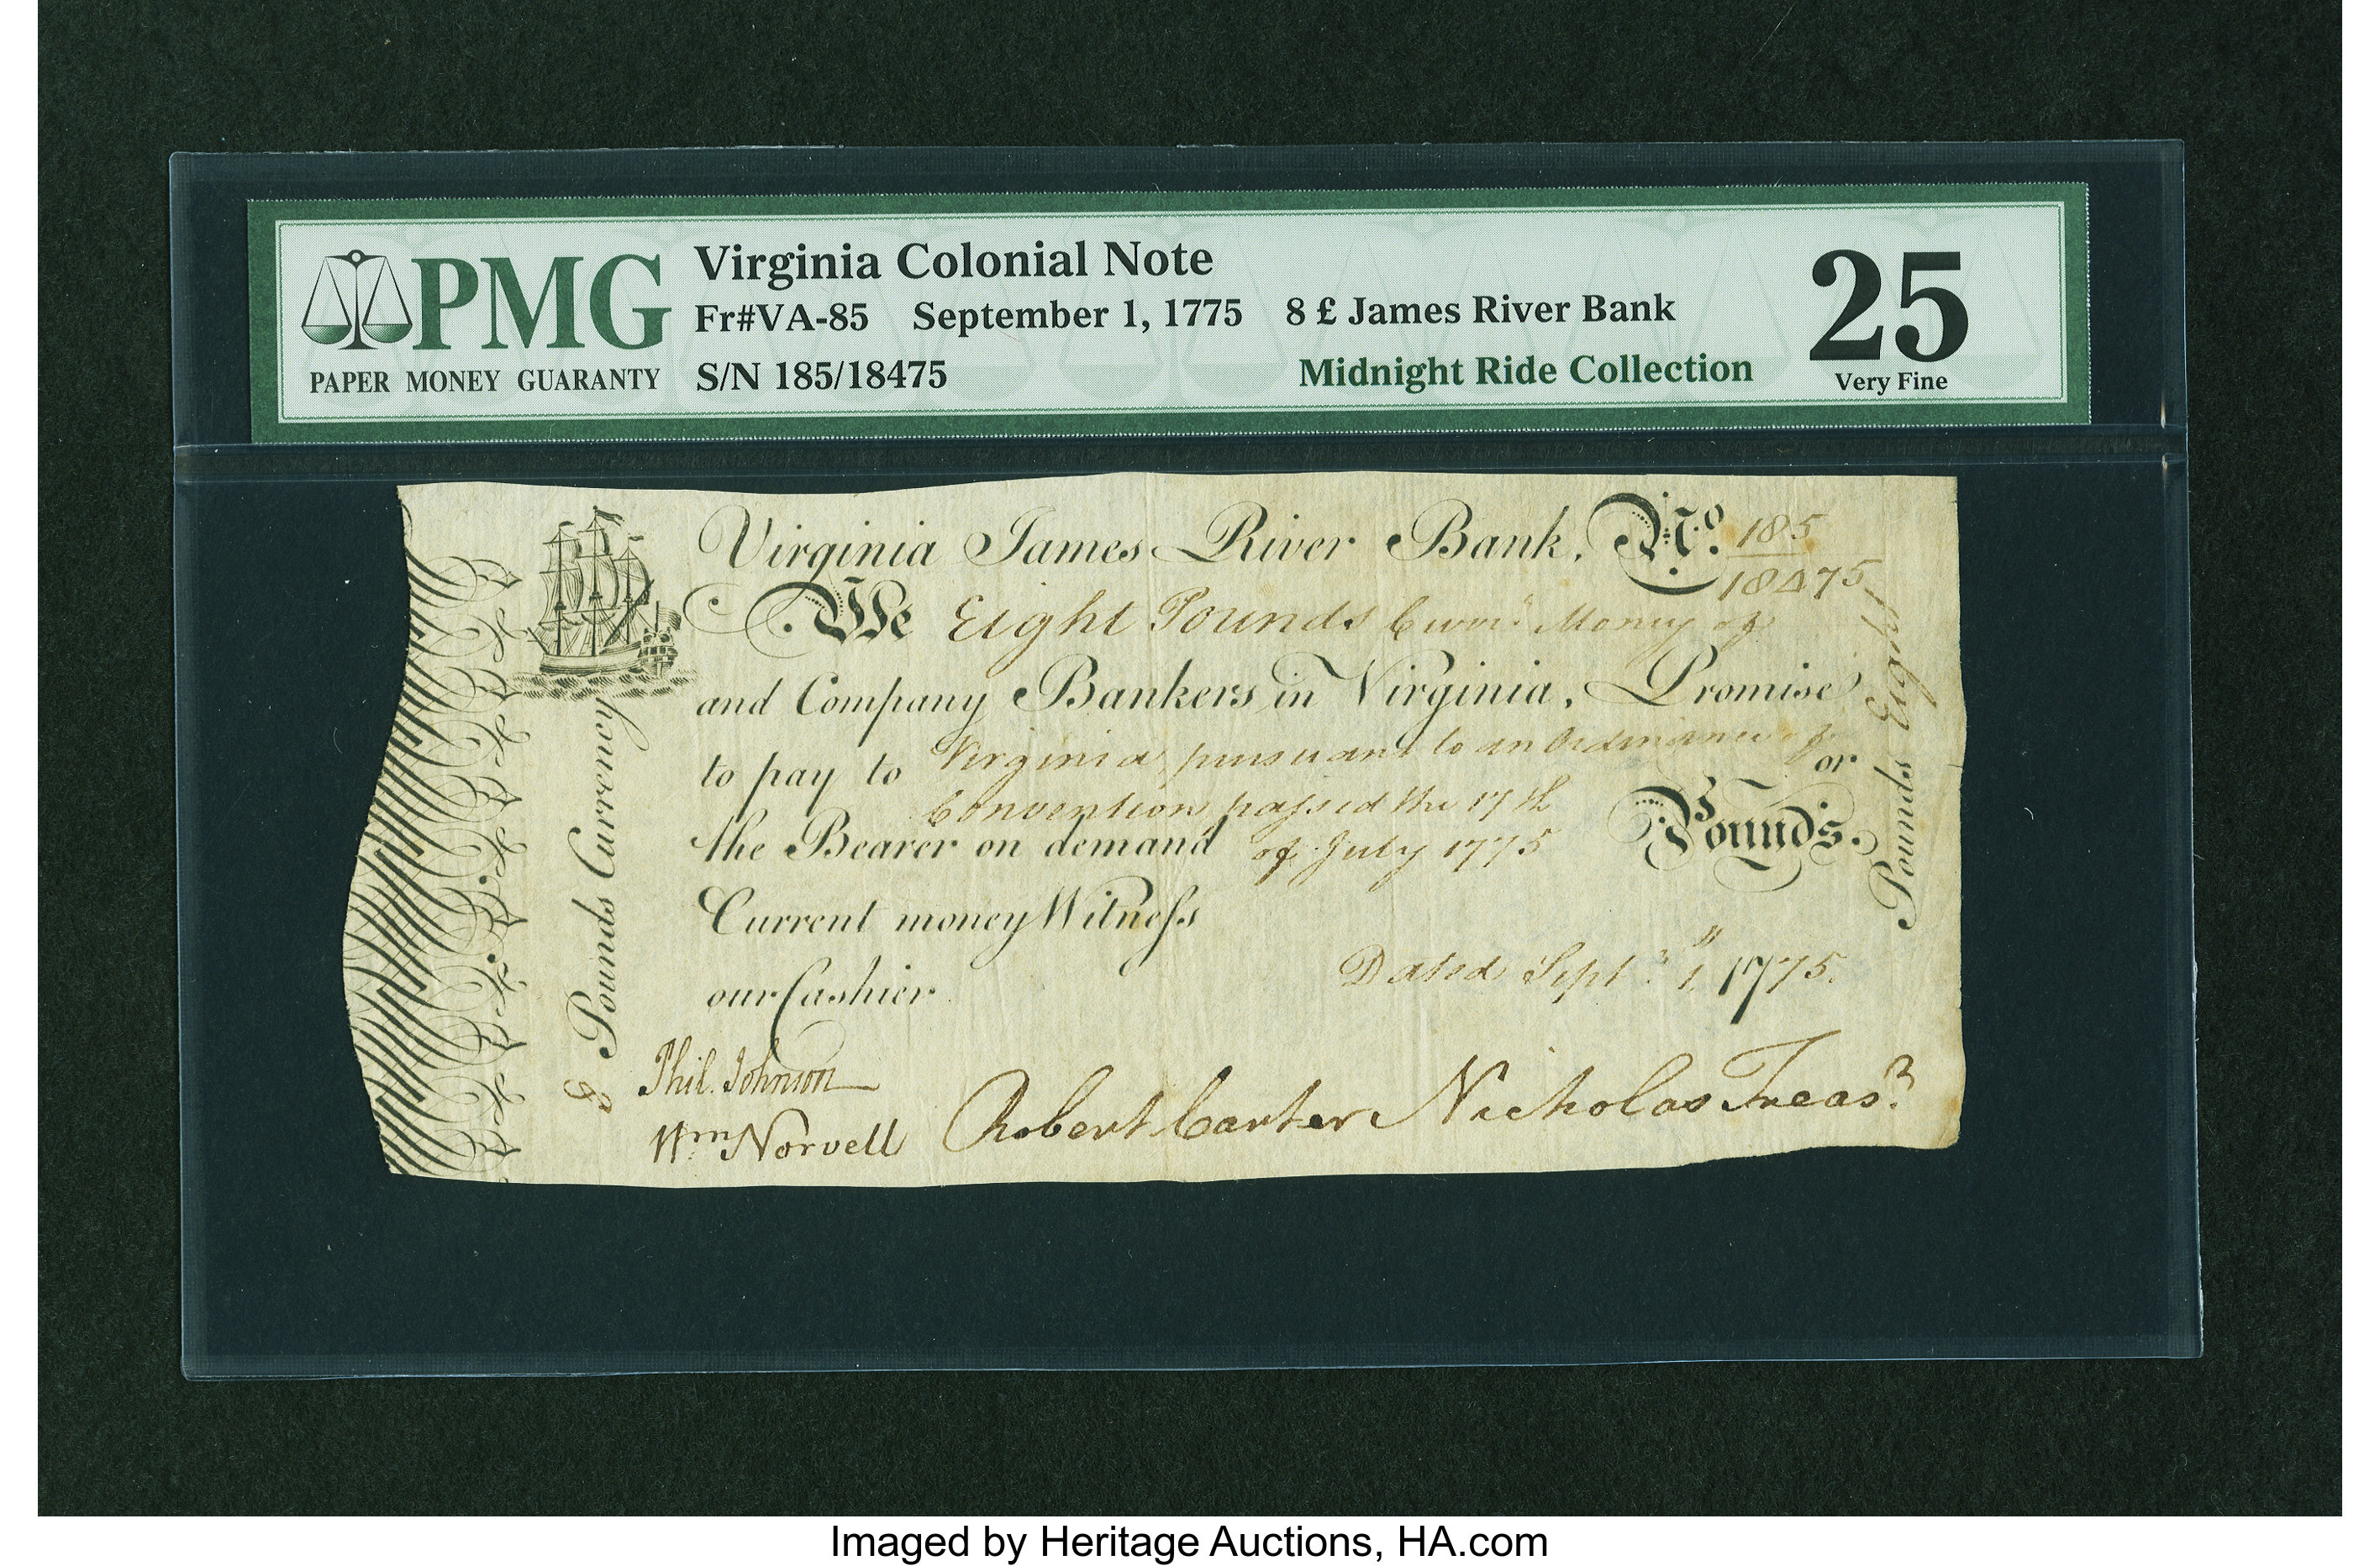 PMG
PAPER MONEY GUARANTY
Virginia Colonial Note
Fr#VA-85 September 1, 1775 8 £ James River Bank
S/N 185/18475
Midnight Ride Collection
25
Very Fine
Virginia James River Bank, No. 185
18475
We Eight Pounds Curr.t Money of
and Company Bankers in Virginia, Promise
to pay to Virginia pursuant to an Ordinance of
or
Convention passed the 17th
the Bearer on demand of July 1775 Pounds.
Current money Witneſs
our Cashier
Dated Sept.r 1, 1775.
Phil. Johnson
Wm Norvell Robert Carter Nicholas Treas.r
Pounds Currency
Pounds Eight
Imaged by Heritage Auctions, HA.com